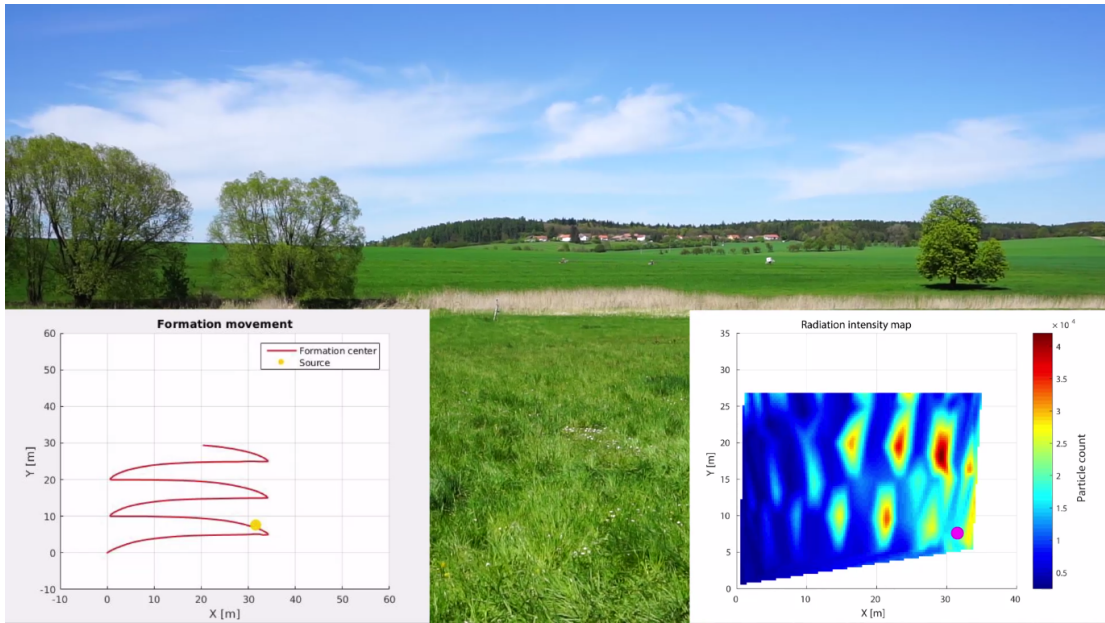 Formation movement
60
50
40
30
20
10
0
-10
Y [m]
Formation center
Source
-10 0 10 20 30 40 50 60
X [m]
Radiation intensity map
35
30
25
20
15
10
5
0
Y [m]
0 10 20 30 40
X [m]
× 10 4
4
3.5
3
2.5
2
1.5
1
0.5
Particle count